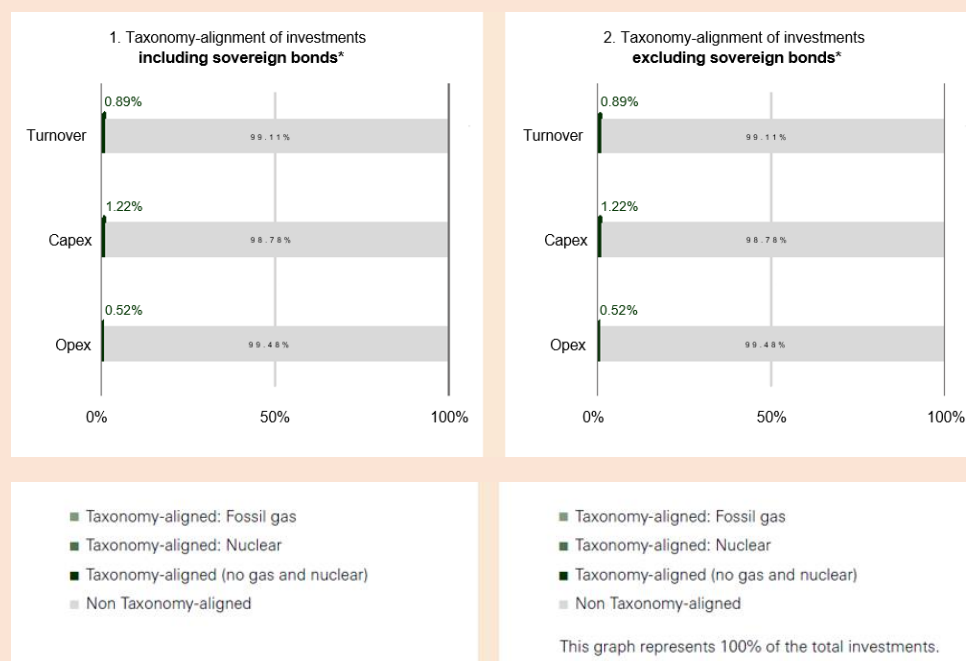 1. Taxonomy-alignment of investments
including sovereign bonds*
0.89%
Turnover
99.11%
1.22%
Capex
98.78%
0.52%
Opex
99.48%
0%
50%
100%
2. Taxonomy-alignment of investments
excluding sovereign bonds*
0.89%
Turnover
99.11%
1.22%
Capex
98.78%
0.52%
Opex
99.48%
0%
50%
100%
Taxonomy-aligned: Fossil gas
Taxonomy-aligned: Nuclear
Taxonomy-aligned (no gas and nuclear)
Non Taxonomy-aligned
Taxonomy-aligned: Fossil gas
Taxonomy-aligned: Nuclear
Taxonomy-aligned (no gas and nuclear)
Non Taxonomy-aligned
This graph represents 100% of the total investments.